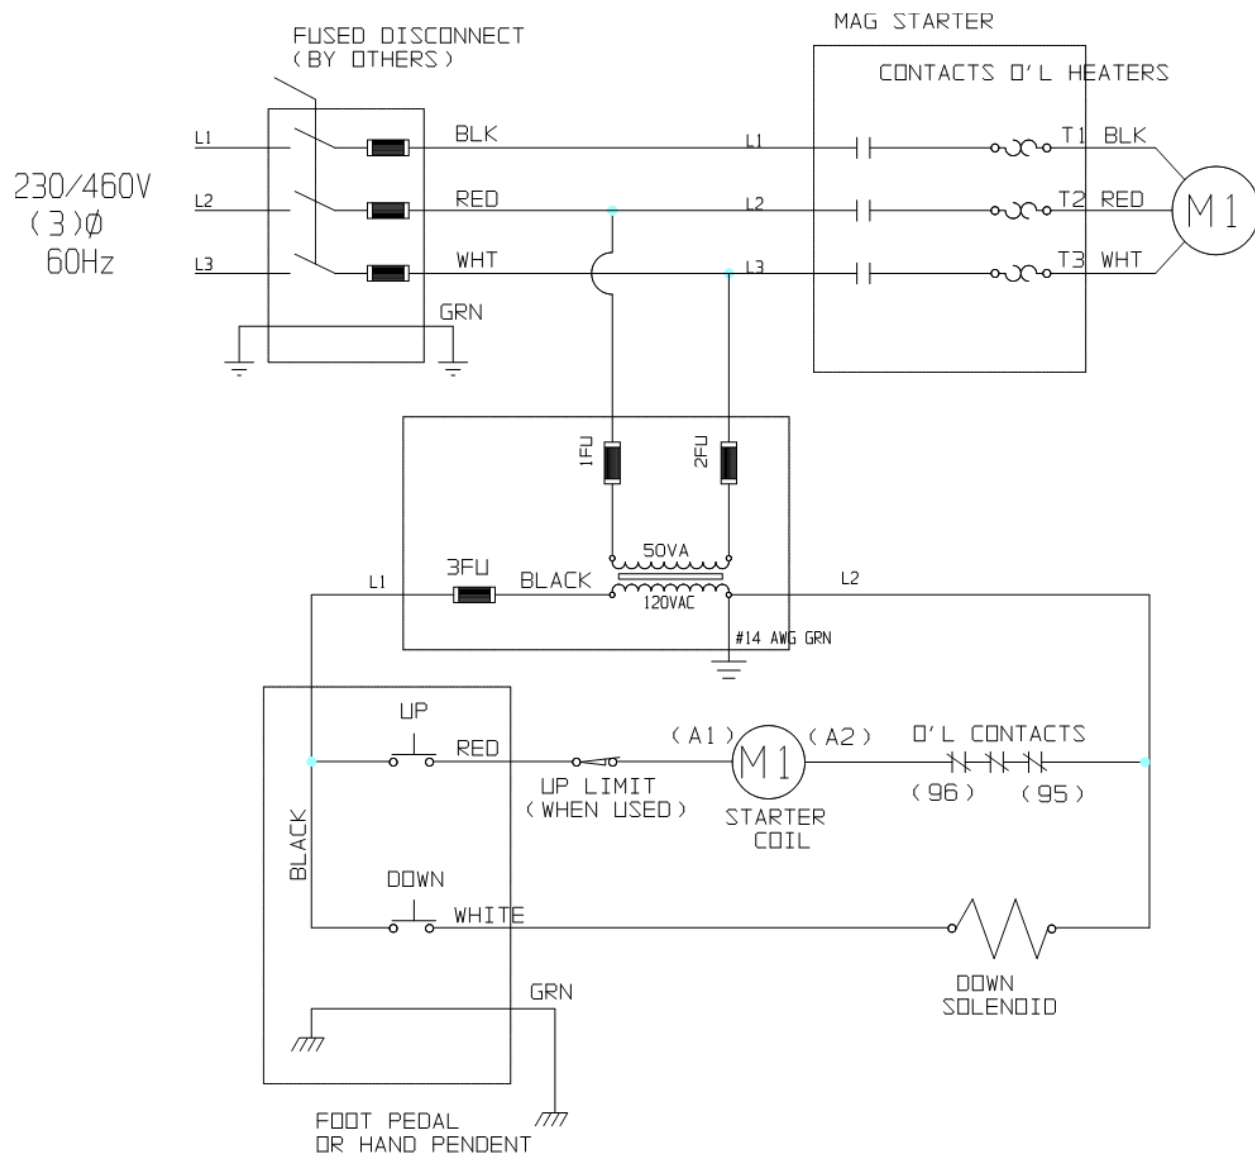 MAG STARTER
FUSED DISCONNECT
(BY OTHERS)
CONTACTS O'L HEATERS
L1
BLK
L1
T1 BLK
230/460V
(3)Ø
60Hz
L2
RED
L2
T2 RED
M1
L3
WHT
L3
T3 WHT
GRN
1FU
2FU
50VA
3FU
BLACK
L1
L2
120VAC
#14 AWG GRN
UP
RED
(A1)
M1
(A2)
O'L CONTACTS
UP LIMIT
(WHEN USED)
(96)
(95)
STARTER
COIL
BLACK
DOWN
WHITE
DOWN
SOLENOID
GRN
FOOT PEDAL
OR HAND PENDENT